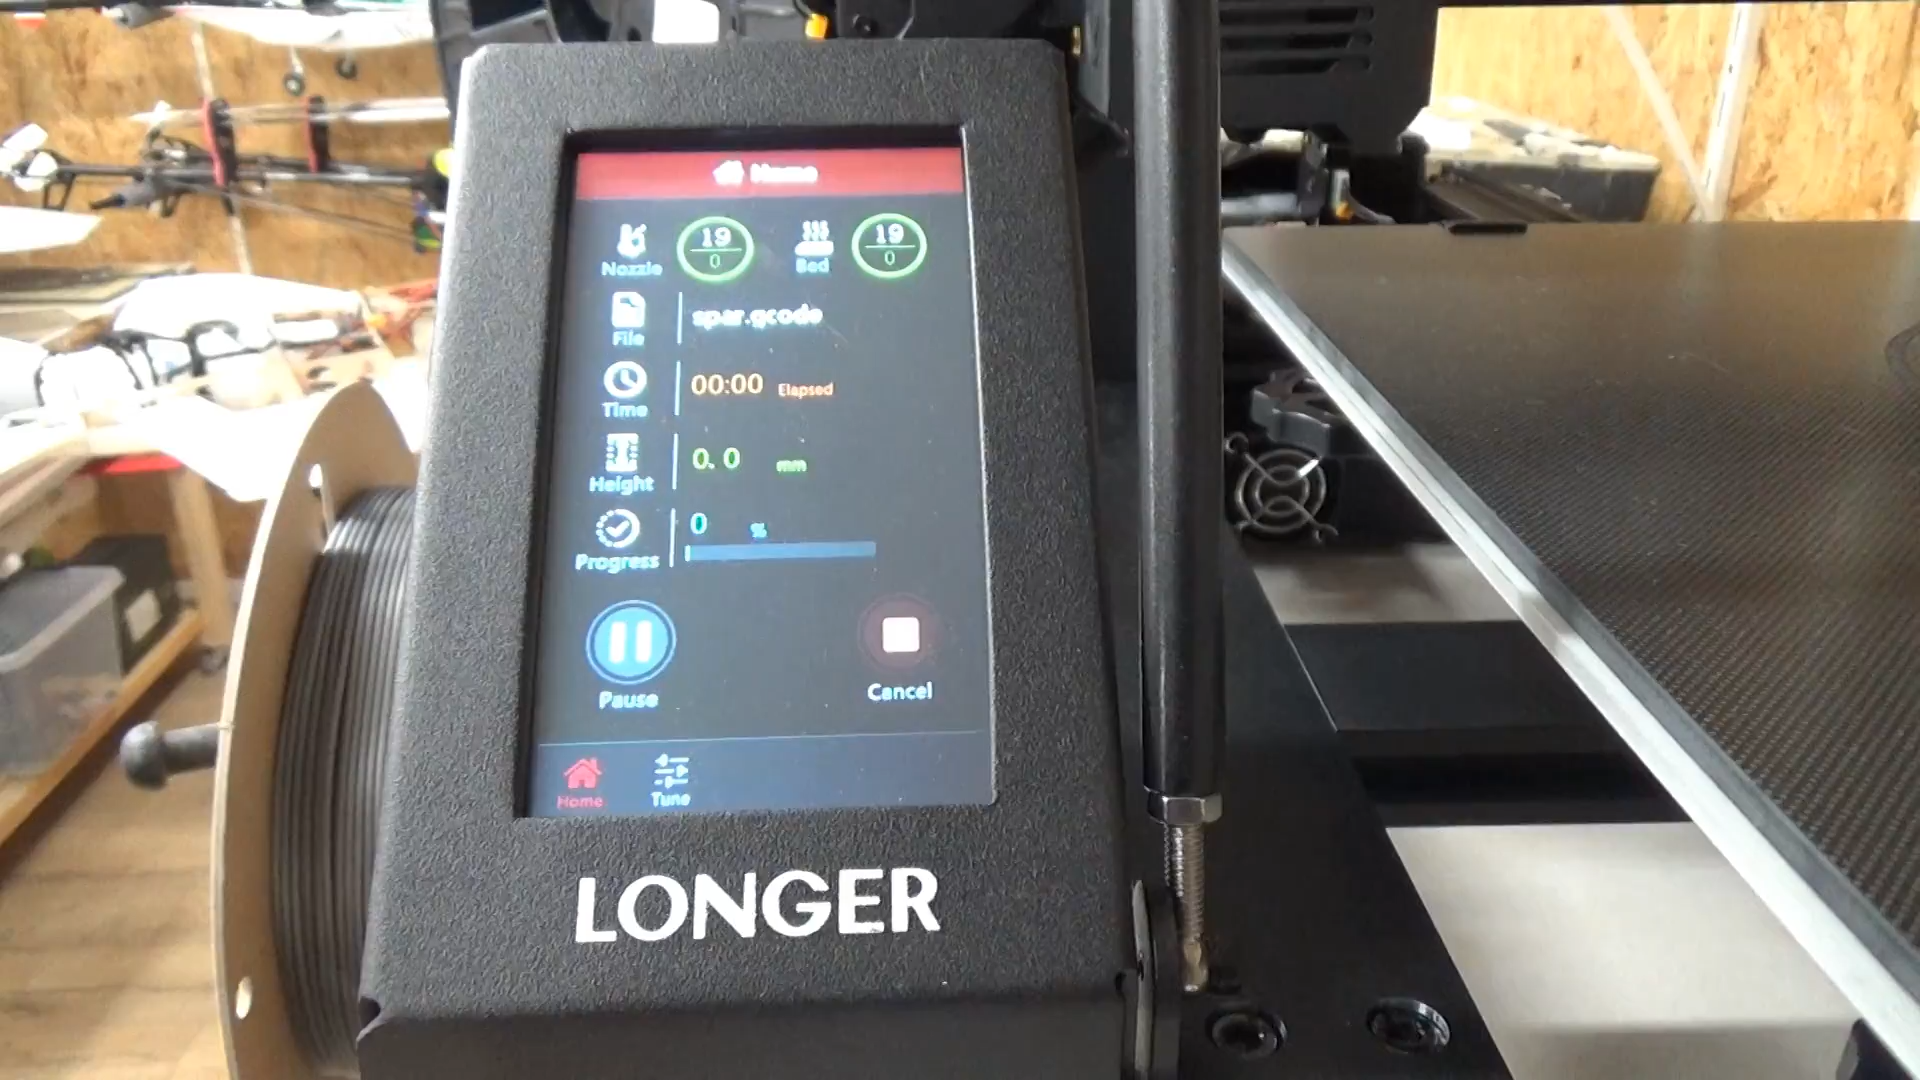 Home
Nozzle 19 0 Bed 19 0
File spar.gcode
Time 00:00 Elapsed
Height 0.0 mm
Progress 0 %
Pause Cancel
Home Tune
LONGER